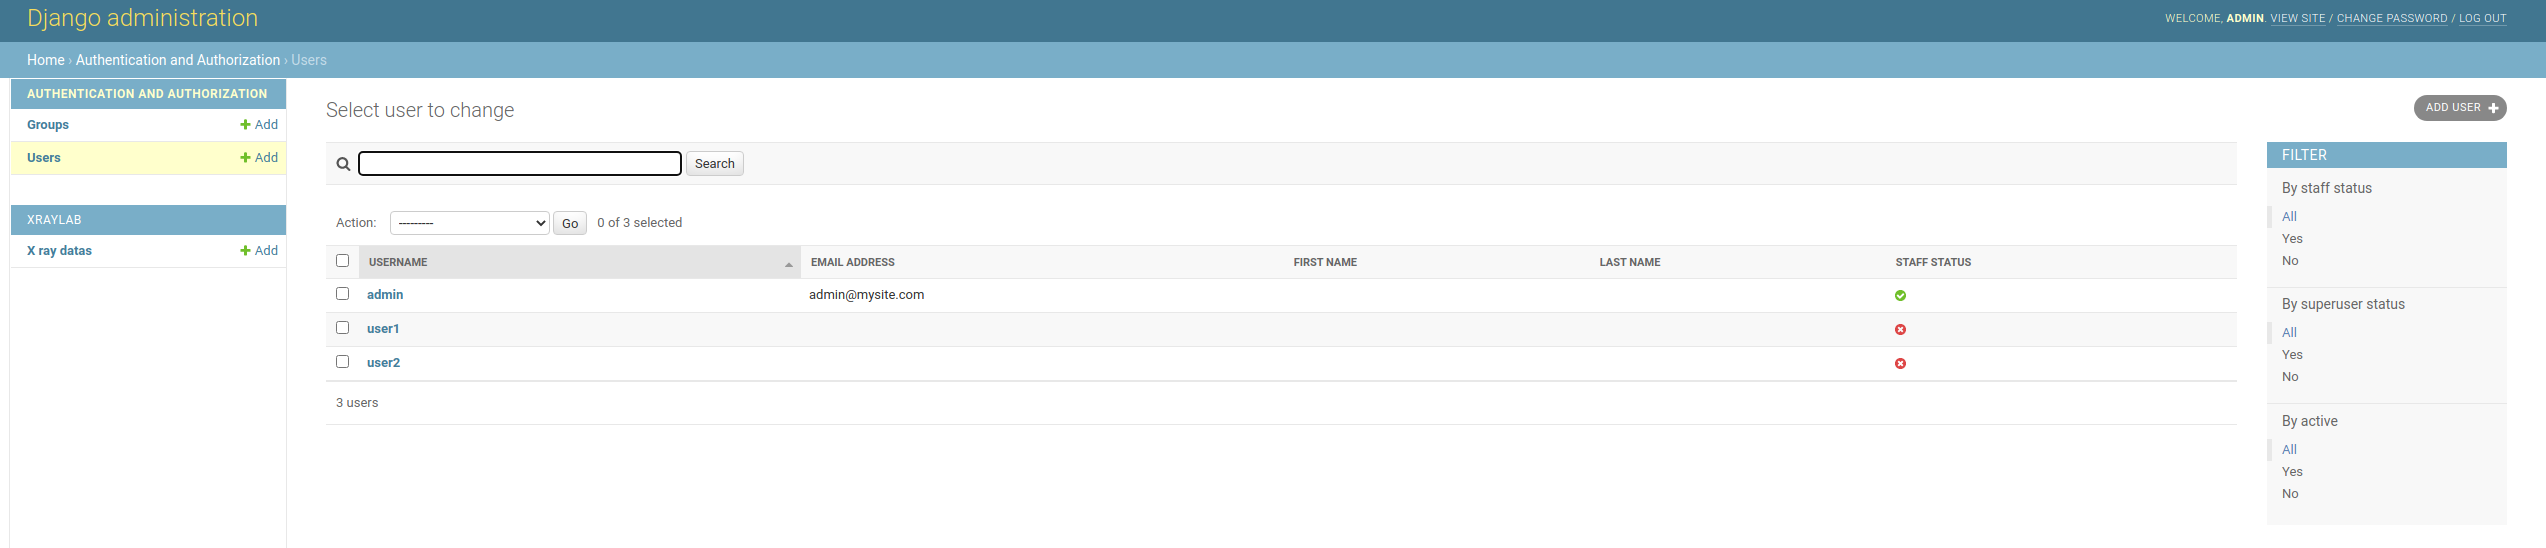 Django administration
WELCOME, ADMIN. VIEW SITE / CHANGE PASSWORD / LOG OUT
Home › Authentication and Authorization › Users
AUTHENTICATION AND AUTHORIZATION
Groups + Add
Users + Add
XRAYLAB
X ray datas + Add
Select user to change
ADD USER +
Search
Action: --------- Go 0 of 3 selected
USERNAME EMAIL ADDRESS FIRST NAME LAST NAME STAFF STATUS
admin admin@mysite.com
user1
user2
3 users
FILTER
By staff status
All
Yes
No
By superuser status
All
Yes
No
By active
All
Yes
No